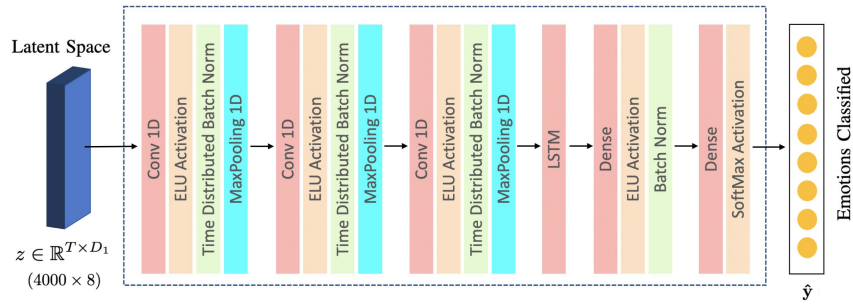 Latent Space
z ∈ ℝ^{T×D₁}
(4000 × 8)
Conv 1D
ELU Activation
Time Distributed Batch Norm
MaxPooling 1D
Conv 1D
ELU Activation
Time Distributed Batch Norm
MaxPooling 1D
Conv 1D
ELU Activation
Time Distributed Batch Norm
MaxPooling 1D
LSTM
Dense
ELU Activation
Batch Norm
Dense
SoftMax Activation
ŷ
Emotions Classified